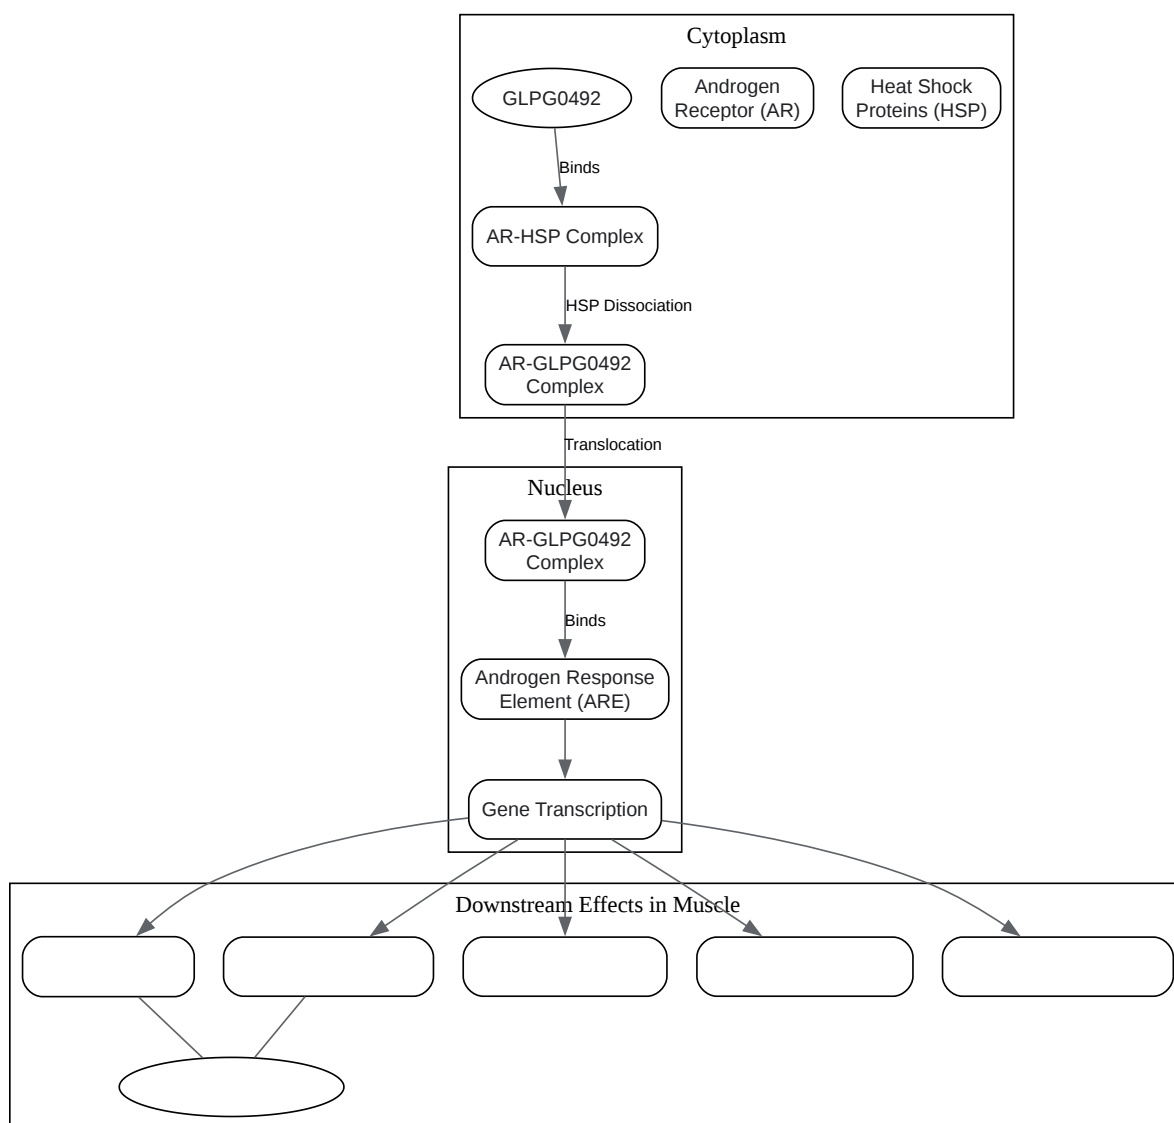 Cytoplasm
GLPG0492
Androgen
Receptor (AR)
Heat Shock
Proteins (HSP)
Binds
AR-HSP Complex
HSP Dissociation
AR-GLPG0492
Complex
Translocation
Nucleus
AR-GLPG0492
Complex
Binds
Androgen Response
Element (ARE)
Gene Transcription
Downstream Effects in Muscle